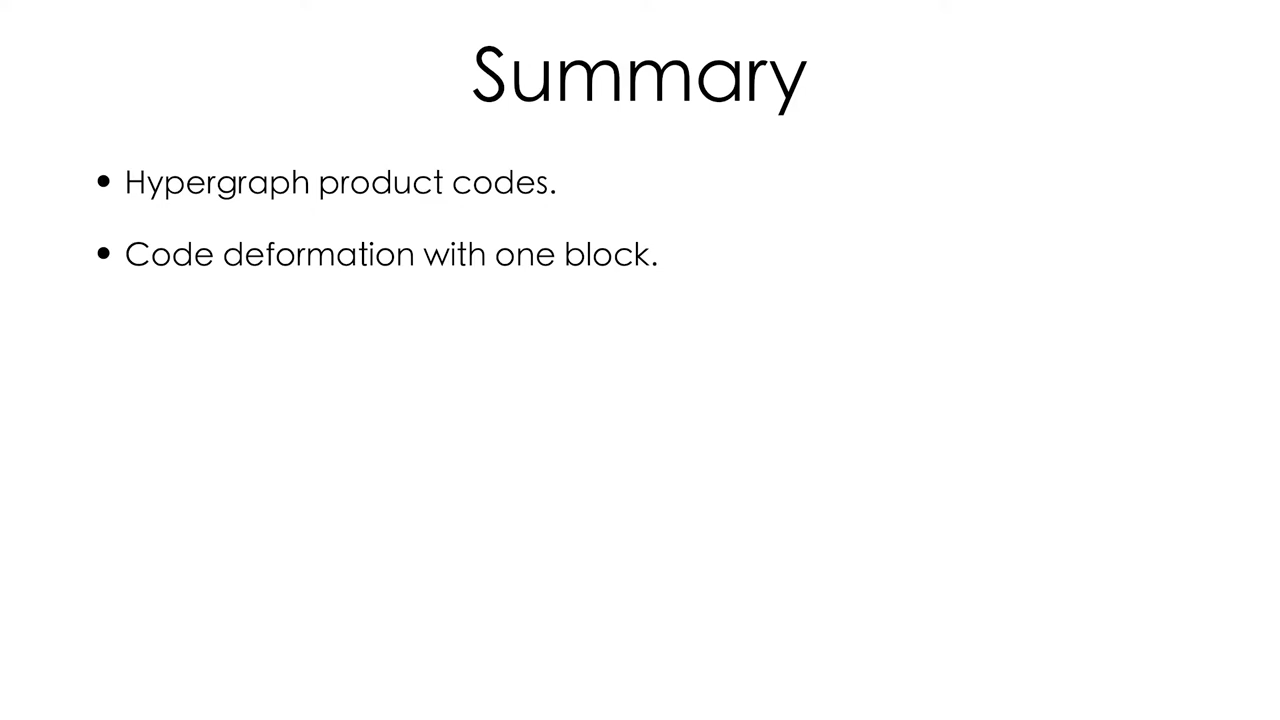 Summary
• Hypergraph product codes.
• Code deformation with one block.